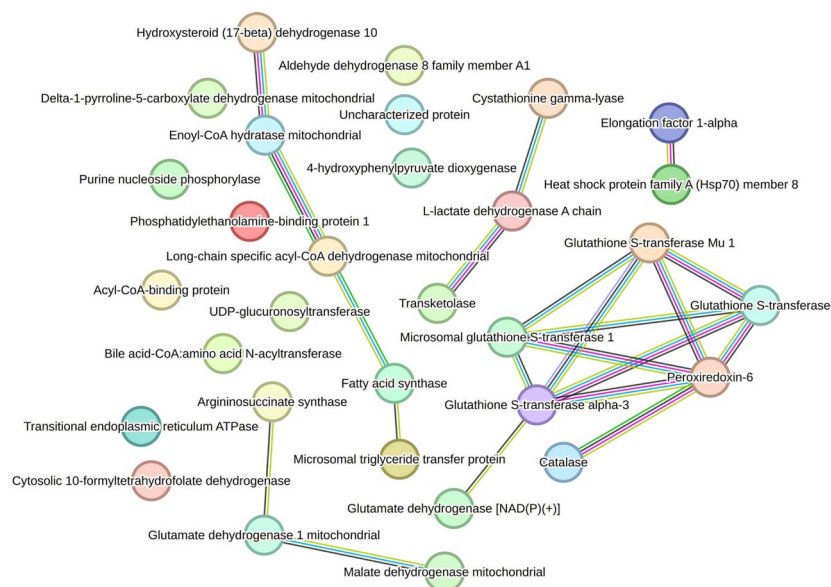 Hydroxysteroid (17-beta) dehydrogenase 10
Aldehyde dehydrogenase 8 family member A1
Delta-1-pyrroline-5-carboxylate dehydrogenase mitochondrial
Cystathionine gamma-lyase
Uncharacterized protein
Elongation factor 1-alpha
Enoyl-CoA hydratase mitochondrial
4-hydroxyphenylpyruvate dioxygenase
Purine nucleoside phosphorylase
Heat shock protein family A (Hsp70) member 8
Phosphatidylethanolamine-binding protein 1
L-lactate dehydrogenase A chain
Glutathione S-transferase Mu 1
Long-chain specific acyl-CoA dehydrogenase mitochondrial
Acyl-CoA-binding protein
Transketolase
Glutathione S-transferase
UDP-glucuronosyltransferase
Microsomal glutathione S-transferase 1
Bile acid-CoA:amino acid N-acyltransferase
Peroxiredoxin-6
Fatty acid synthase
Argininosuccinate synthase
Glutathione S-transferase alpha-3
Transitional endoplasmic reticulum ATPase
Microsomal triglyceride transfer protein
Catalase
Cytosolic 10-formyltetrahydrofolate dehydrogenase
Glutamate dehydrogenase [NAD(P)(+)]
Glutamate dehydrogenase 1 mitochondrial
Malate dehydrogenase mitochondrial